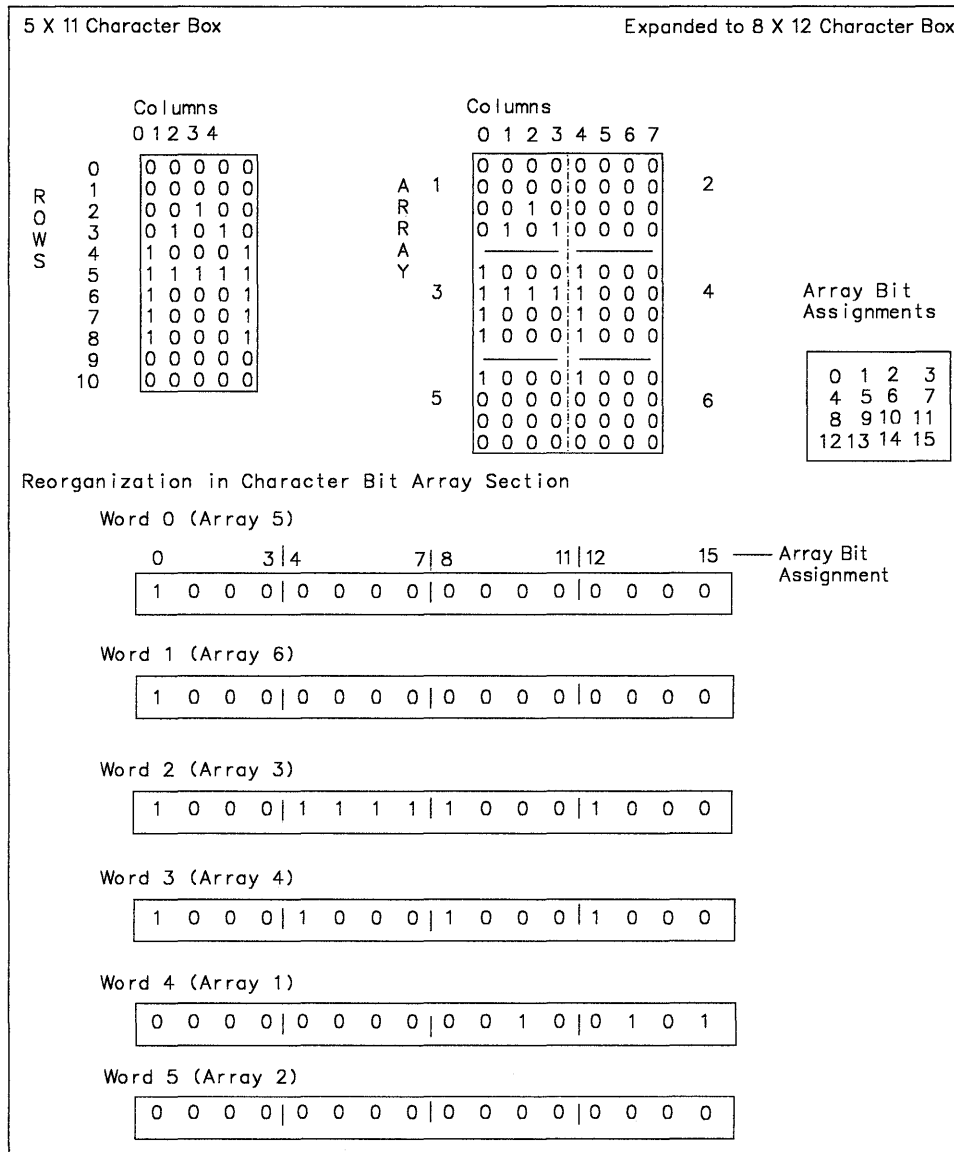 5 X 11 Character Box
Expanded to 8 X 12 Character Box
Columns
0 1 2 3 4
ROWS
0 0 0 0 0 0
1 0 0 0 0 0
2 0 0 1 0 0
3 0 1 0 1 0
4 1 0 0 0 1
5 1 1 1 1 1
6 1 0 0 0 1
7 1 0 0 0 1
8 1 0 0 0 1
9 0 0 0 0 0
10 0 0 0 0 0
Columns
0 1 2 3 4 5 6 7
ARRAY
0 0 0 0 0 0 0 0
1 0 0 0 0 0 0 0 0 2
0 0 1 0 0 0 0 0
0 1 0 1 0 0 0 0
1 0 0 0 1 0 0 0
3 1 1 1 1 1 0 0 0 4
1 0 0 0 1 0 0 0
1 0 0 0 1 0 0 0
1 0 0 0 1 0 0 0
5 0 0 0 0 0 0 0 0 6
0 0 0 0 0 0 0 0
0 0 0 0 0 0 0 0
Array Bit
Assignments
0 1 2 3
4 5 6 7
8 9 10 11
12 13 14 15
Reorganization in Character Bit Array Section
Word 0 (Array 5)
0 3|4 7|8 11|12 15
Array Bit
Assignment
1 0 0 0|0 0 0 0|0 0 0 0|0 0 0 0
Word 1 (Array 6)
1 0 0 0|0 0 0 0|0 0 0 0|0 0 0 0
Word 2 (Array 3)
1 0 0 0|1 1 1 1|1 0 0 0|1 0 0 0
Word 3 (Array 4)
1 0 0 0|1 0 0 0|1 0 0 0|1 0 0 0
Word 4 (Array 1)
0 0 0 0|0 0 0 0|0 0 1 0|0 1 0 1
Word 5 (Array 2)
0 0 0 0|0 0 0 0|0 0 0 0|0 0 0 0